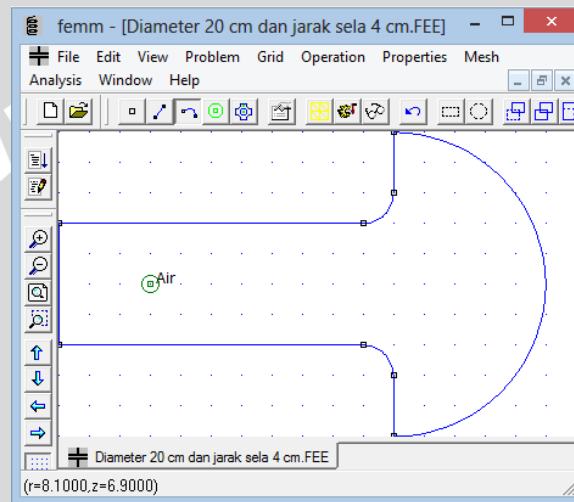 femm - [Diameter 20 cm dan jarak sela 4 cm.FEE]
File Edit View Problem Grid Operation Properties Mesh
Analysis Window Help
Air
Diameter 20 cm dan jarak sela 4 cm.FEE
(r=8.1000,z=6.9000)